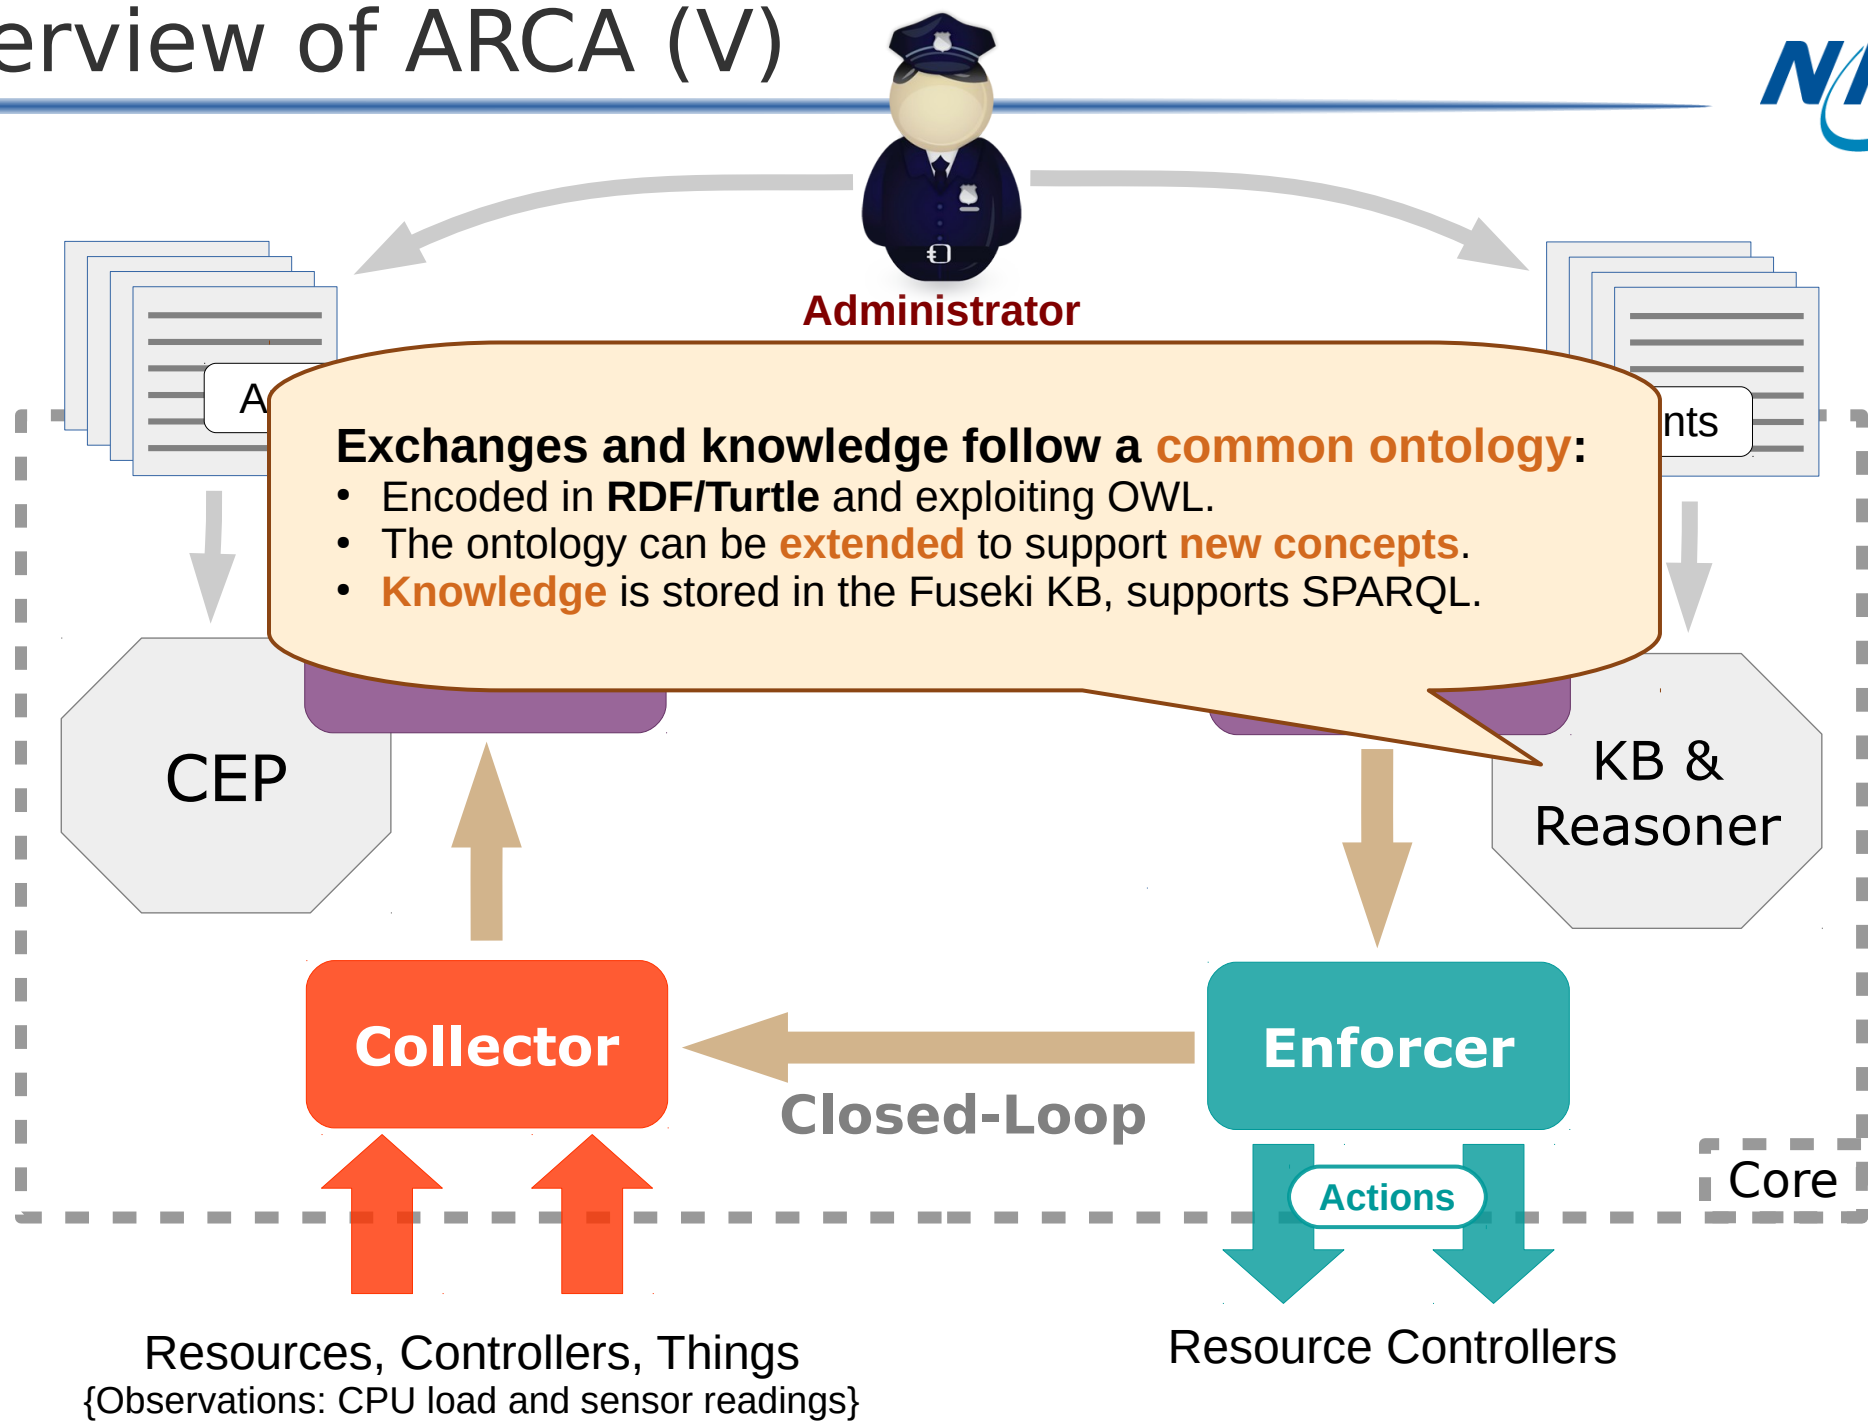 erview of ARCA (V)
Administrator
Exchanges and knowledge follow a common ontology:
• Encoded in RDF/Turtle and exploiting OWL.
• The ontology can be extended to support new concepts.
• Knowledge is stored in the Fuseki KB, supports SPARQL.
CEP
KB &
Reasoner
Collector
Enforcer
Closed-Loop
Actions
Core
Resources, Controllers, Things
{Observations: CPU load and sensor readings}
Resource Controllers